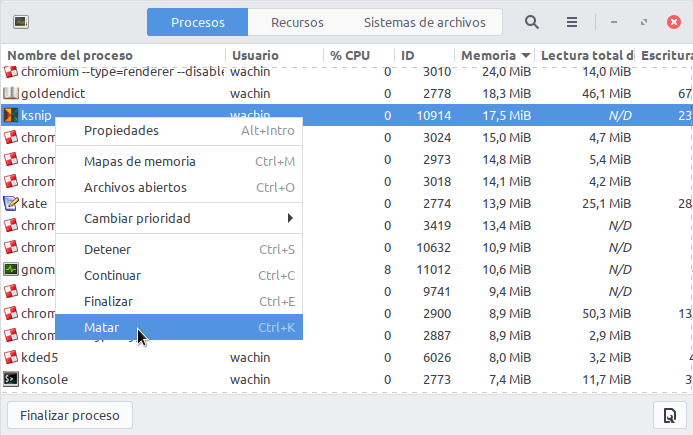 Procesos Recursos Sistemas de archivos
Nombre del proceso Usuario % CPU ID Memoria Lectura total d Escritura
chromium --type=renderer --disable wachin 0 3010 24,0 MiB 14,0 MiB
goldendict wachin 0 2778 18,3 MiB 46,1 MiB 67
ksnip wachin 0 10914 17,5 MiB N/D 23
chrom 0 3024 15,0 MiB 4,7 MiB
chrom 0 2973 14,8 MiB 5,4 MiB
chrom 0 3018 14,1 MiB 4,2 MiB
kate 0 2774 13,9 MiB 25,1 MiB 28
chrom 0 3419 13,4 MiB N/D
chrom 0 10632 10,9 MiB N/D
gnom 8 11012 10,6 MiB N/D
chrom 0 9741 9,4 MiB N/D
chrom 0 2900 8,9 MiB 50,3 MiB 13
chrom 0 2887 8,9 MiB 2,9 MiB
kded5 wachin 0 6026 8,0 MiB 3,2 MiB 4
konsole wachin 0 2773 7,4 MiB 11,7 MiB 3
Propiedades Alt+Intro
Mapas de memoria Ctrl+M
Archivos abiertos Ctrl+O
Cambiar prioridad
Detener Ctrl+S
Continuar Ctrl+C
Finalizar Ctrl+E
Matar Ctrl+K
Finalizar proceso